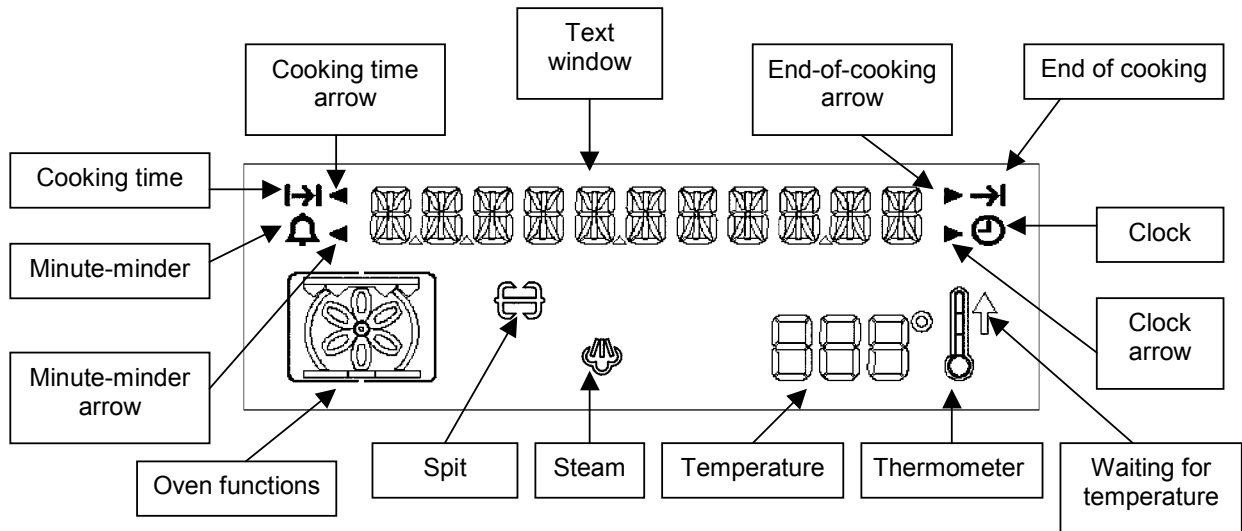 Text
window
Cooking time
arrow
End-of-cooking
arrow
End of cooking
Cooking time
Minute-minder
Clock
Minute-minder
arrow
Clock
arrow
Oven functions
Spit
Steam
Temperature
Thermometer
Waiting for
temperature